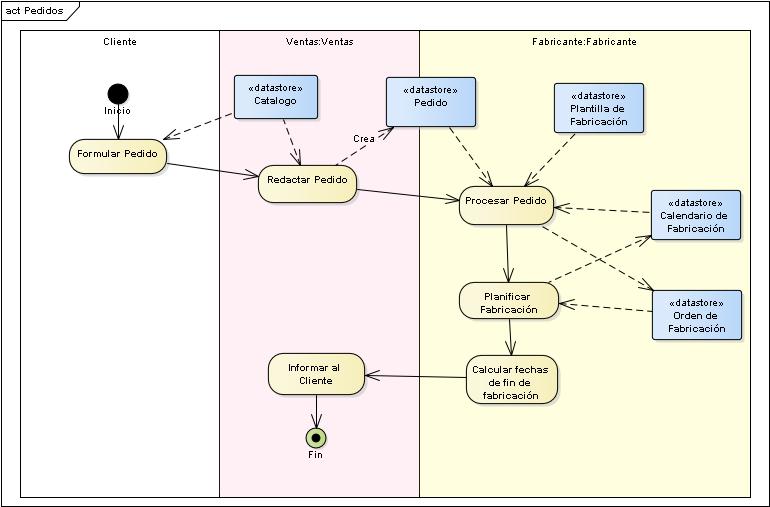 act Pedidos
Cliente
Ventas:Ventas
Fabricante:Fabricante
Inicio
«datastore»
Catalogo
«datastore»
Pedido
«datastore»
Plantilla de
Fabricación
Crea
Formular Pedido
Redactar Pedido
Procesar Pedido
«datastore»
Calendario de
Fabricación
Planificar
Fabricación
«datastore»
Orden de
Fabricación
Informar al
Cliente
Calcular fechas
de fin de
fabricación
Fin